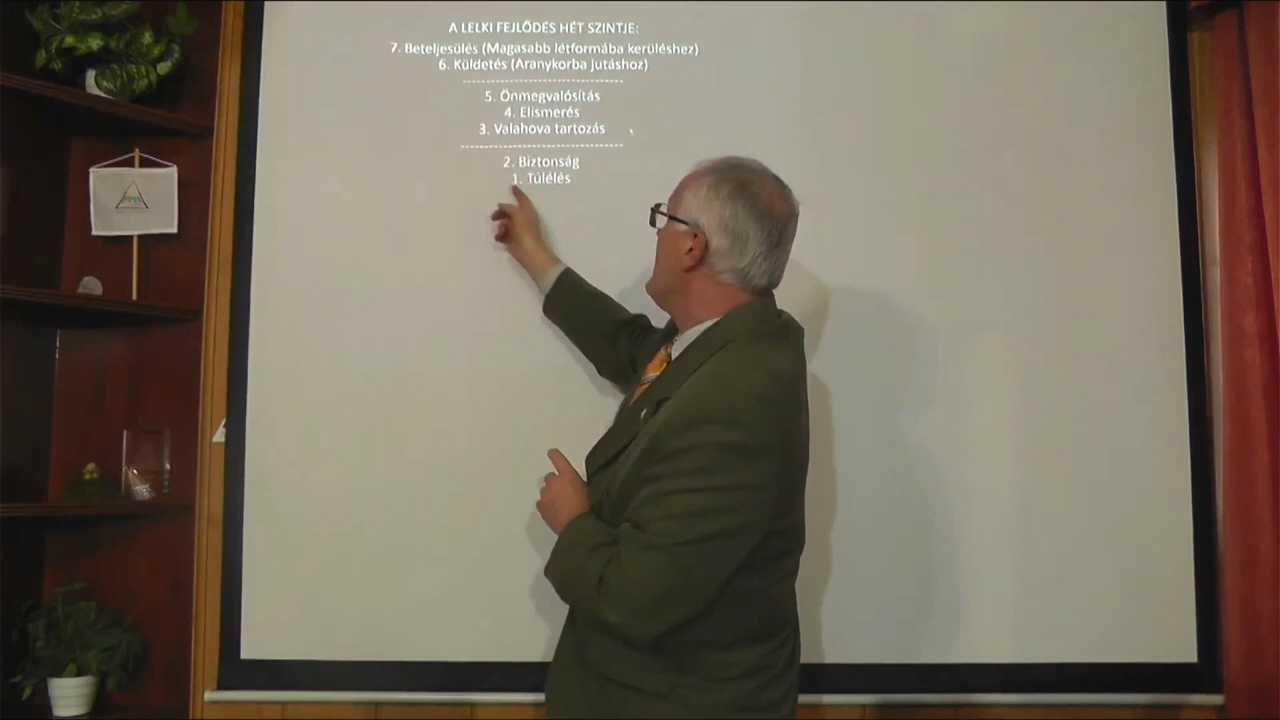 A LELKI FEJLŐDÉS HÉT SZINTJE:
7. Beteljesülés (Magasabb létformába kerüléshez)
6. Küldetés (Aranykorba jutáshoz)
--------------------------------
5. Önmegvalósítás
4. Elismerés
3. Valahova tartozás
--------------------------------
2. Biztonság
1. Túlélés